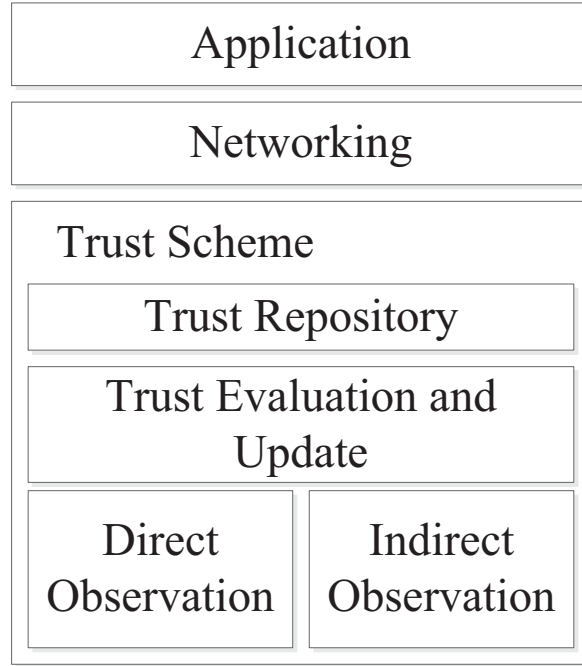 Application
Networking
Trust Scheme
Trust Repository
Trust Evaluation and
Update
Direct
Observation
Indirect
Observation